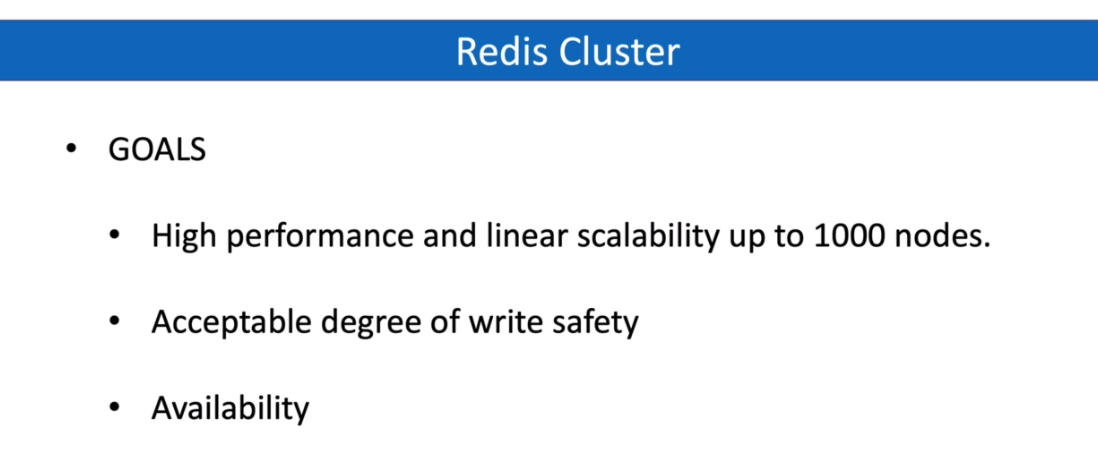 Redis Cluster
• GOALS
• High performance and linear scalability up to 1000 nodes.
• Acceptable degree of write safety
• Availability